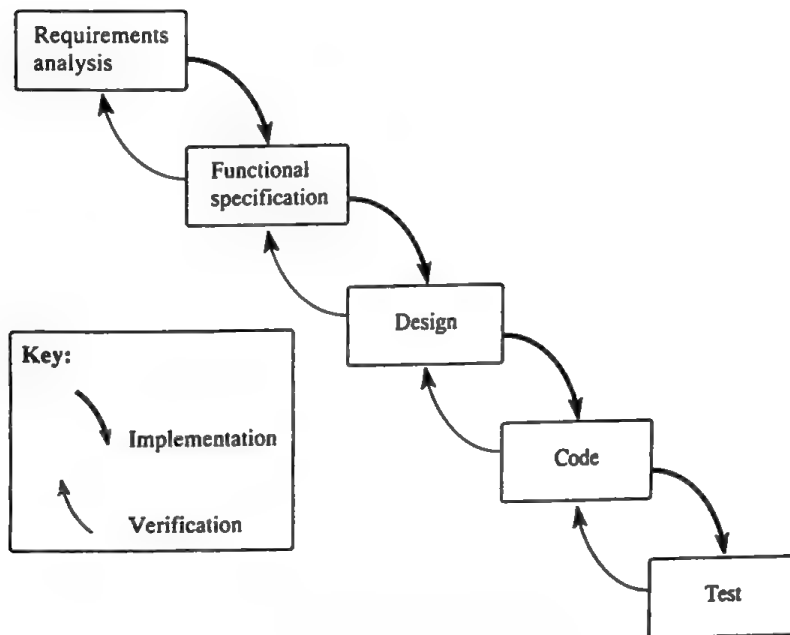 Requirements
analysis
Functional
specification
Design
Key:
Implementation
Code
Verification
Test